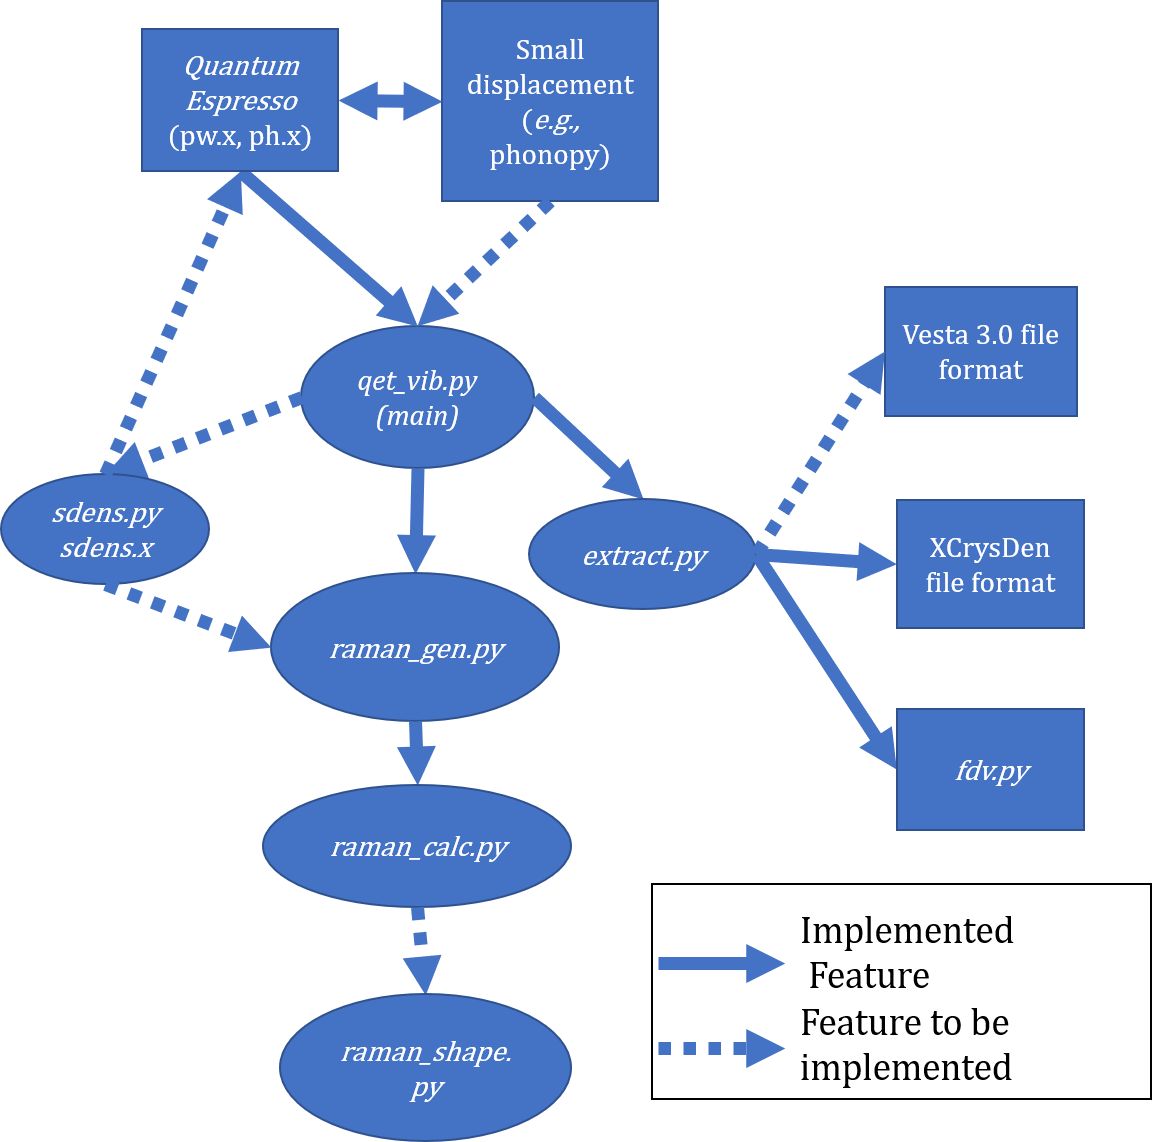 Quantum
Espresso
(pw.x, ph.x)
Small
displacement
(e.g.,
phonopy)
qet_vib.py
(main)
Vesta 3.0 file
format
sdens.py
sdens.x
extract.py
XCrysDen
file format
raman_gen.py
fdv.py
raman_calc.py
raman_shape.
py
Implemented
Feature
Feature to be
implemented